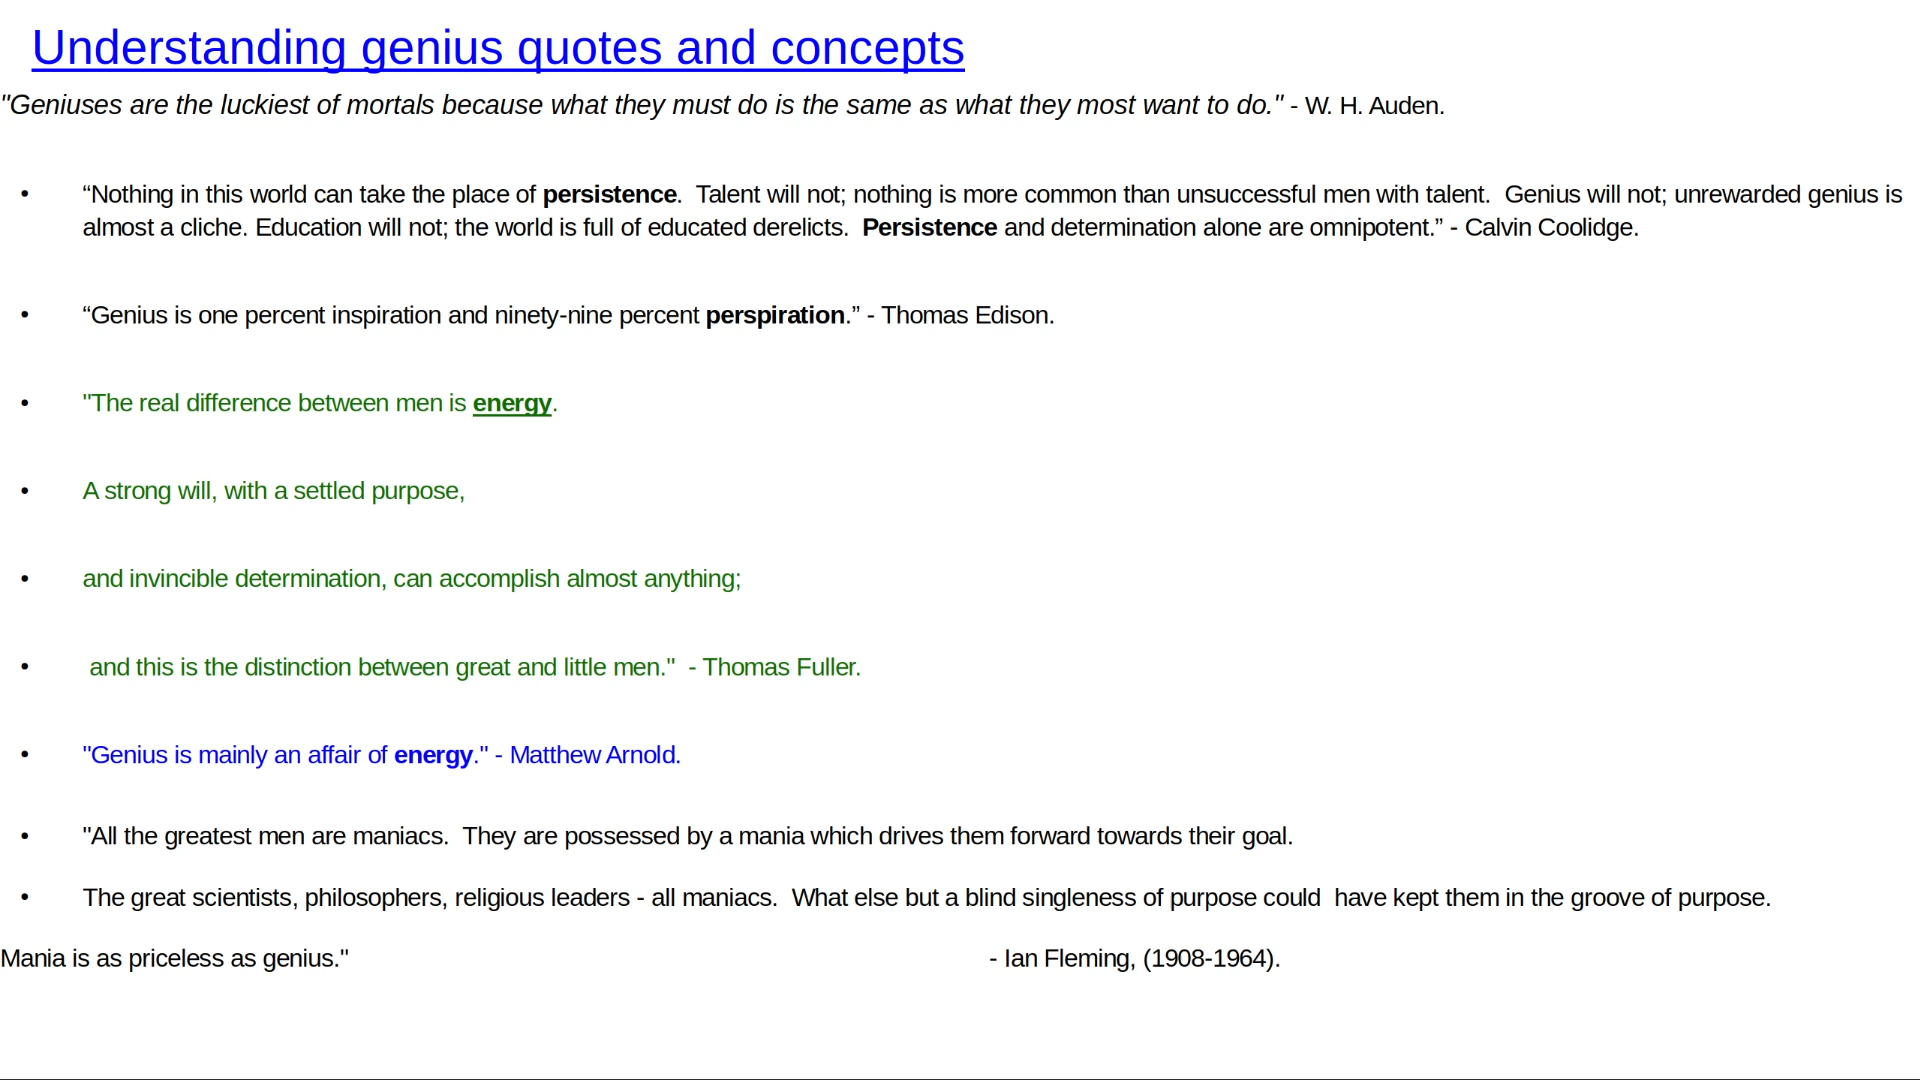 Understanding genius quotes and concepts
"Geniuses are the luckiest of mortals because what they must do is the same as what they most want to do." - W. H. Auden.
• “Nothing in this world can take the place of persistence.  Talent will not; nothing is more common than unsuccessful men with talent.  Genius will not; unrewarded genius is
almost a cliche. Education will not; the world is full of educated derelicts.  Persistence and determination alone are omnipotent.” - Calvin Coolidge.
• “Genius is one percent inspiration and ninety-nine percent perspiration.” - Thomas Edison.
• "The real difference between men is energy.
• A strong will, with a settled purpose,
• and invincible determination, can accomplish almost anything;
• and this is the distinction between great and little men."  - Thomas Fuller.
• "Genius is mainly an affair of energy." - Matthew Arnold.
• "All the greatest men are maniacs.  They are possessed by a mania which drives them forward towards their goal.
• The great scientists, philosophers, religious leaders - all maniacs.  What else but a blind singleness of purpose could  have kept them in the groove of purpose.
Mania is as priceless as genius." - Ian Fleming, (1908-1964).